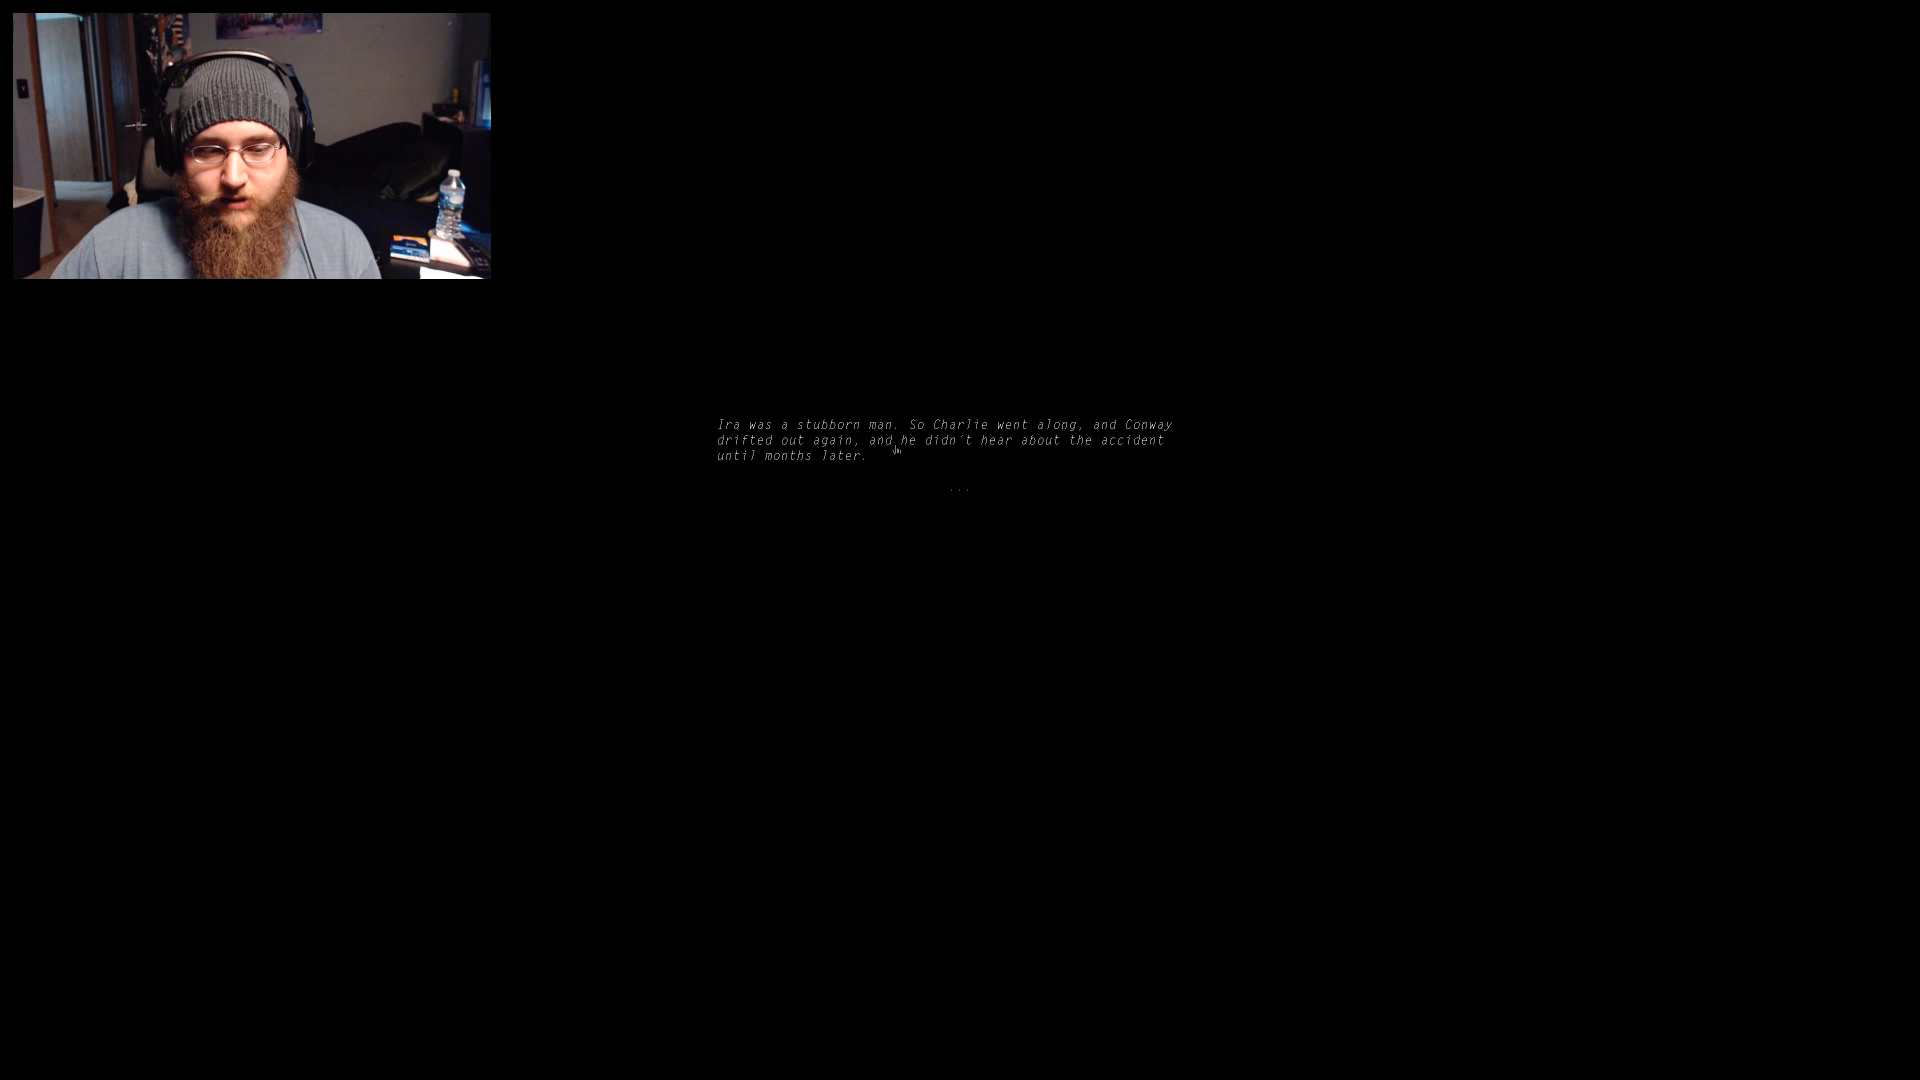 Ira was a stubborn man. So Charlie went along, and Conway
drifted out again, and he didn't hear about the accident
until months later.
...